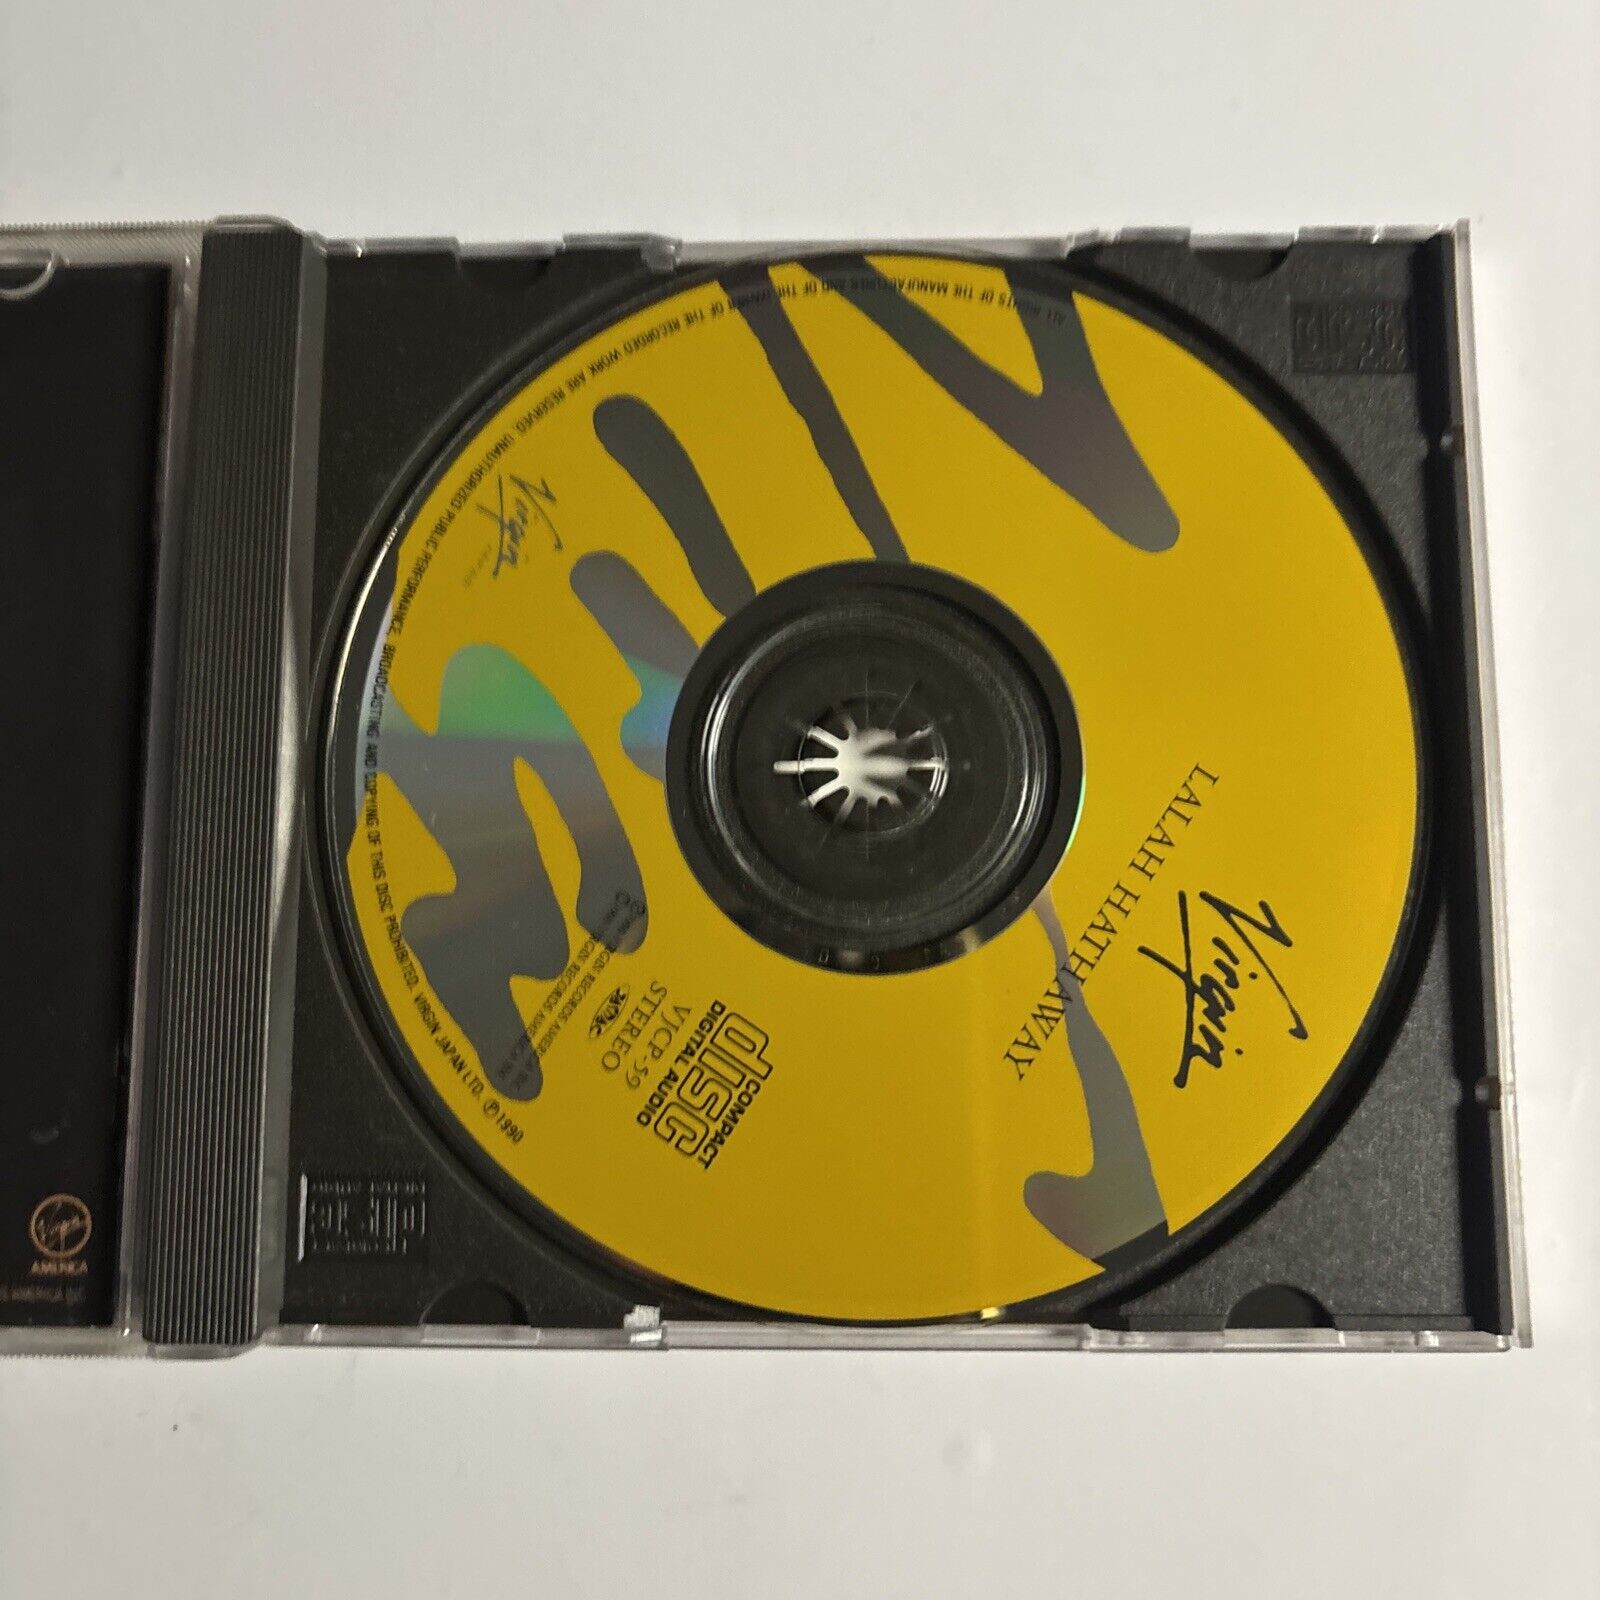 Virgin
LALAH HATHAWAY
COMPACT
disc
DIGITAL AUDIO
VJCP-59
STEREO
Virgin
ALL RIGHTS OF THE MANUFACTURER AND OF THE OWNER OF THE RECORDED WORK ARE RESERVED. UNAUTHORIZED PUBLIC PERFORMANCE, BROADCASTING AND COPYING OF THIS DISC PROHIBITED. VIRGIN JAPAN LTD. ℗ 1990
Virgin
AMERICA